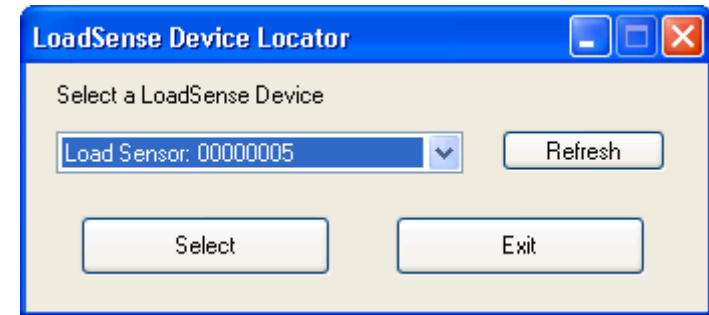 LoadSense Device Locator
Select a LoadSense Device
Load Sensor: 00000005
Refresh
Select
Exit